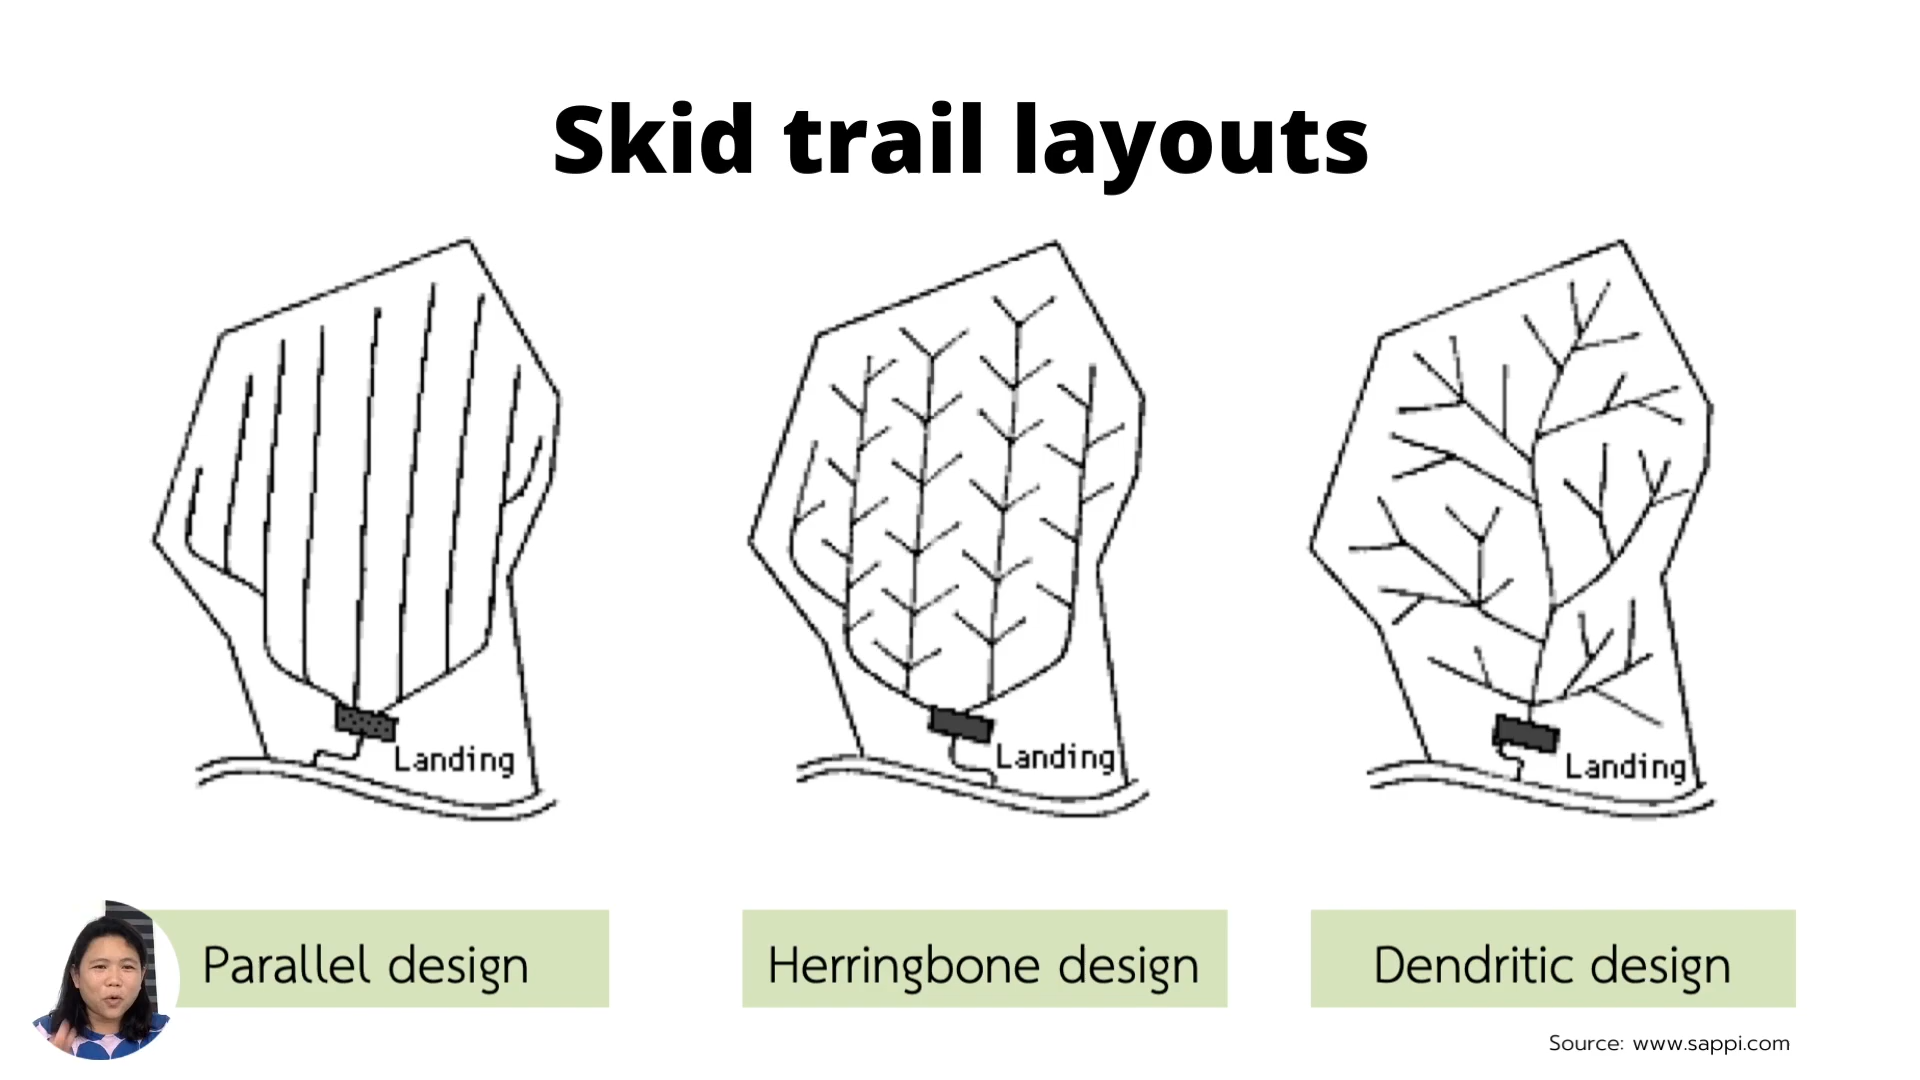 Skid trail layouts
Landing
Landing
Landing
Parallel design
Herringbone design
Dendritic design
Source: www.sappi.com